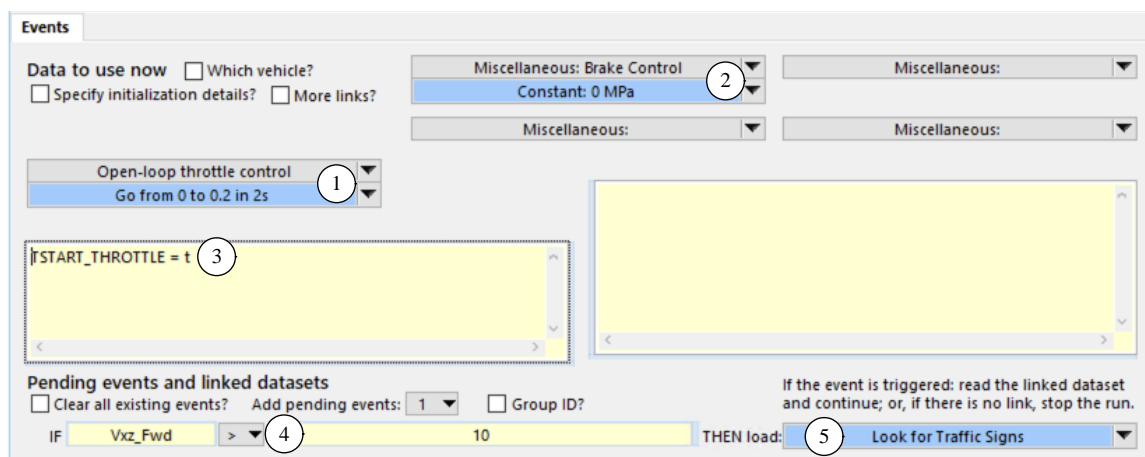 Events
Data to use now Which vehicle?
Specify initialization details? More links?
Miscellaneous: Brake Control
Constant: 0 MPa
2
Miscellaneous:
Miscellaneous:
Miscellaneous:
Open-loop throttle control
Go from 0 to 0.2 in 2s
1
TSTART_THROTTLE = t
3
Pending events and linked datasets
Clear all existing events? Add pending events: 1 Group ID?
If the event is triggered: read the linked dataset
and continue; or, if there is no link, stop the run.
IF Vxz_Fwd > 4 10 THEN load: 5 Look for Traffic Signs